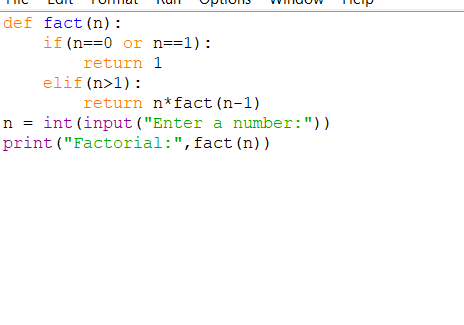 File Edit Format Run Options Window Help
def fact(n):
    if(n==0 or n==1):
        return 1
    elif(n>1):
        return n*fact(n-1)
n = int(input("Enter a number:"))
print("Factorial:",fact(n))